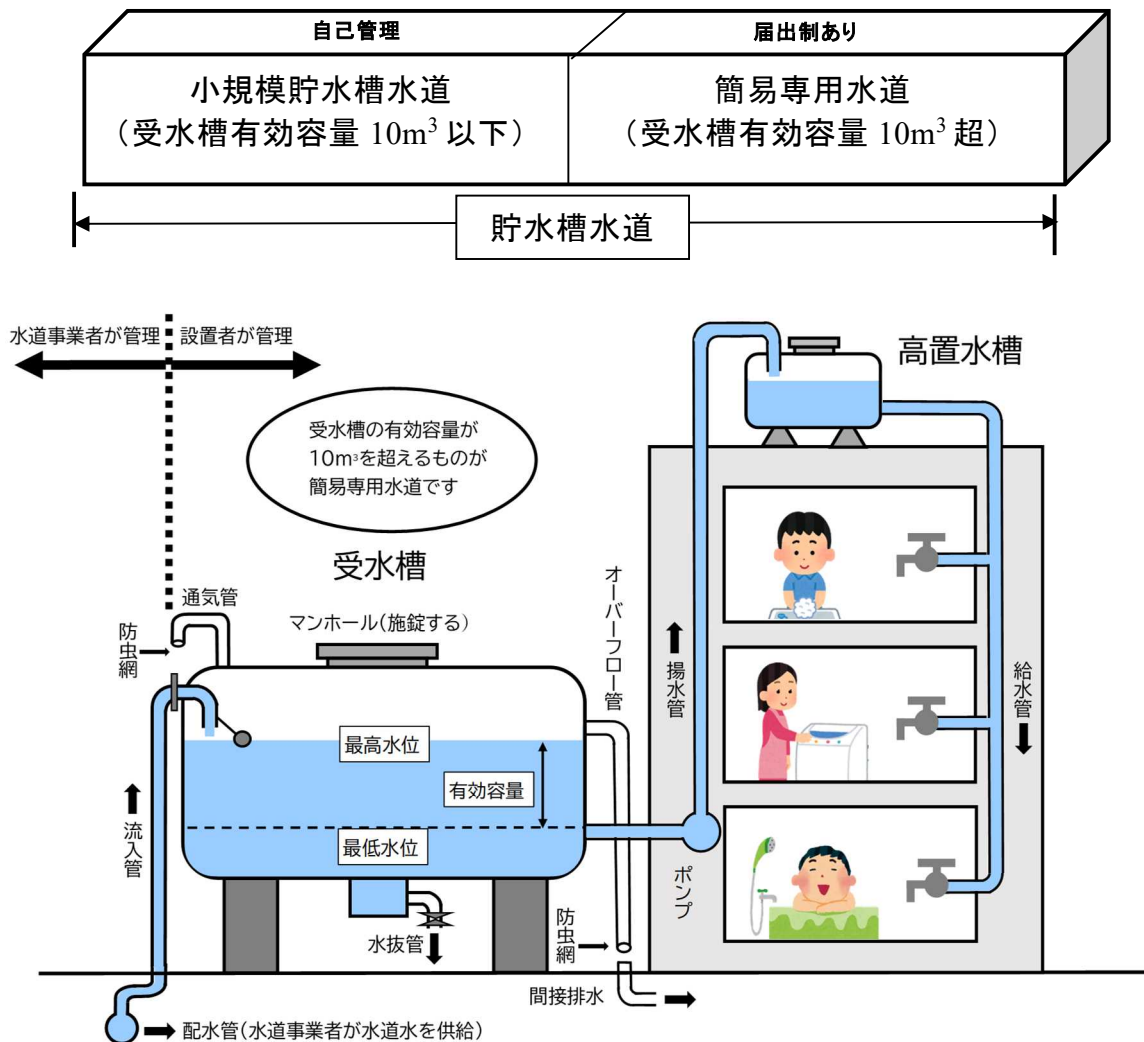 自己管理
届出制あり
小規模貯水槽水道
（受水槽有効容量 10m³ 以下）
簡易専用水道
（受水槽有効容量 10m³ 超）
貯水槽水道
水道事業者が管理
設置者が管理
高置水槽
受水槽の有効容量が
10m³を超えるものが
簡易専用水道です
受水槽
通気管
防虫網
マンホール(施錠する)
オーバーフロー管
揚水管
給水管
最高水位
有効容量
最低水位
流入管
ポンプ
水抜管
防虫網
間接排水
配水管(水道事業者が水道水を供給)